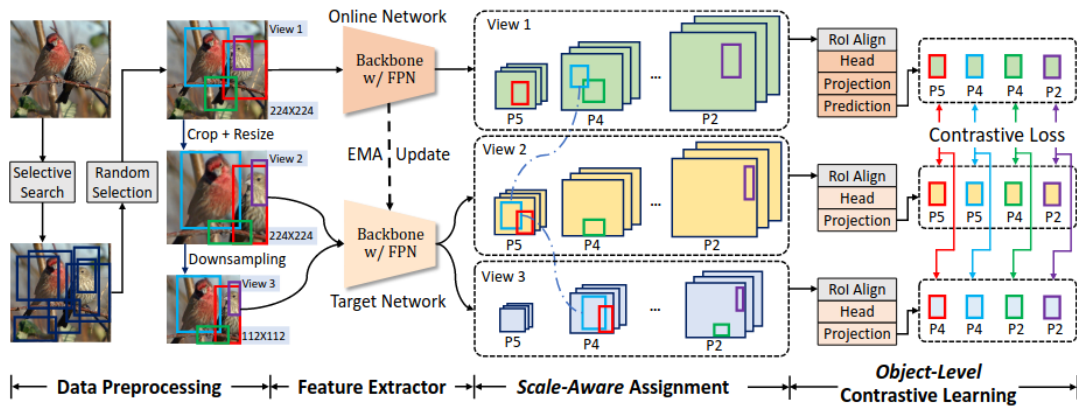 Online Network
View 1
View 1
Backbone
w/ FPN
RoI Align
Head
Projection
Prediction
P5
P4
...
P2
P5
P4
P4
P2
224X224
Crop + Resize
Contrastive Loss
EMA Update
Selective
Search
Random
Selection
View 2
View 2
RoI Align
Head
Projection
P5
P4
...
P2
P5
P5
P4
P2
224X224
Backbone
w/ FPN
Downsampling
View 3
View 3
Target Network
RoI Align
Head
Projection
P5
P4
...
P2
P4
P4
P2
P2
112X112
Data Preprocessing
Feature Extractor
Scale-Aware Assignment
Object-Level
Contrastive Learning